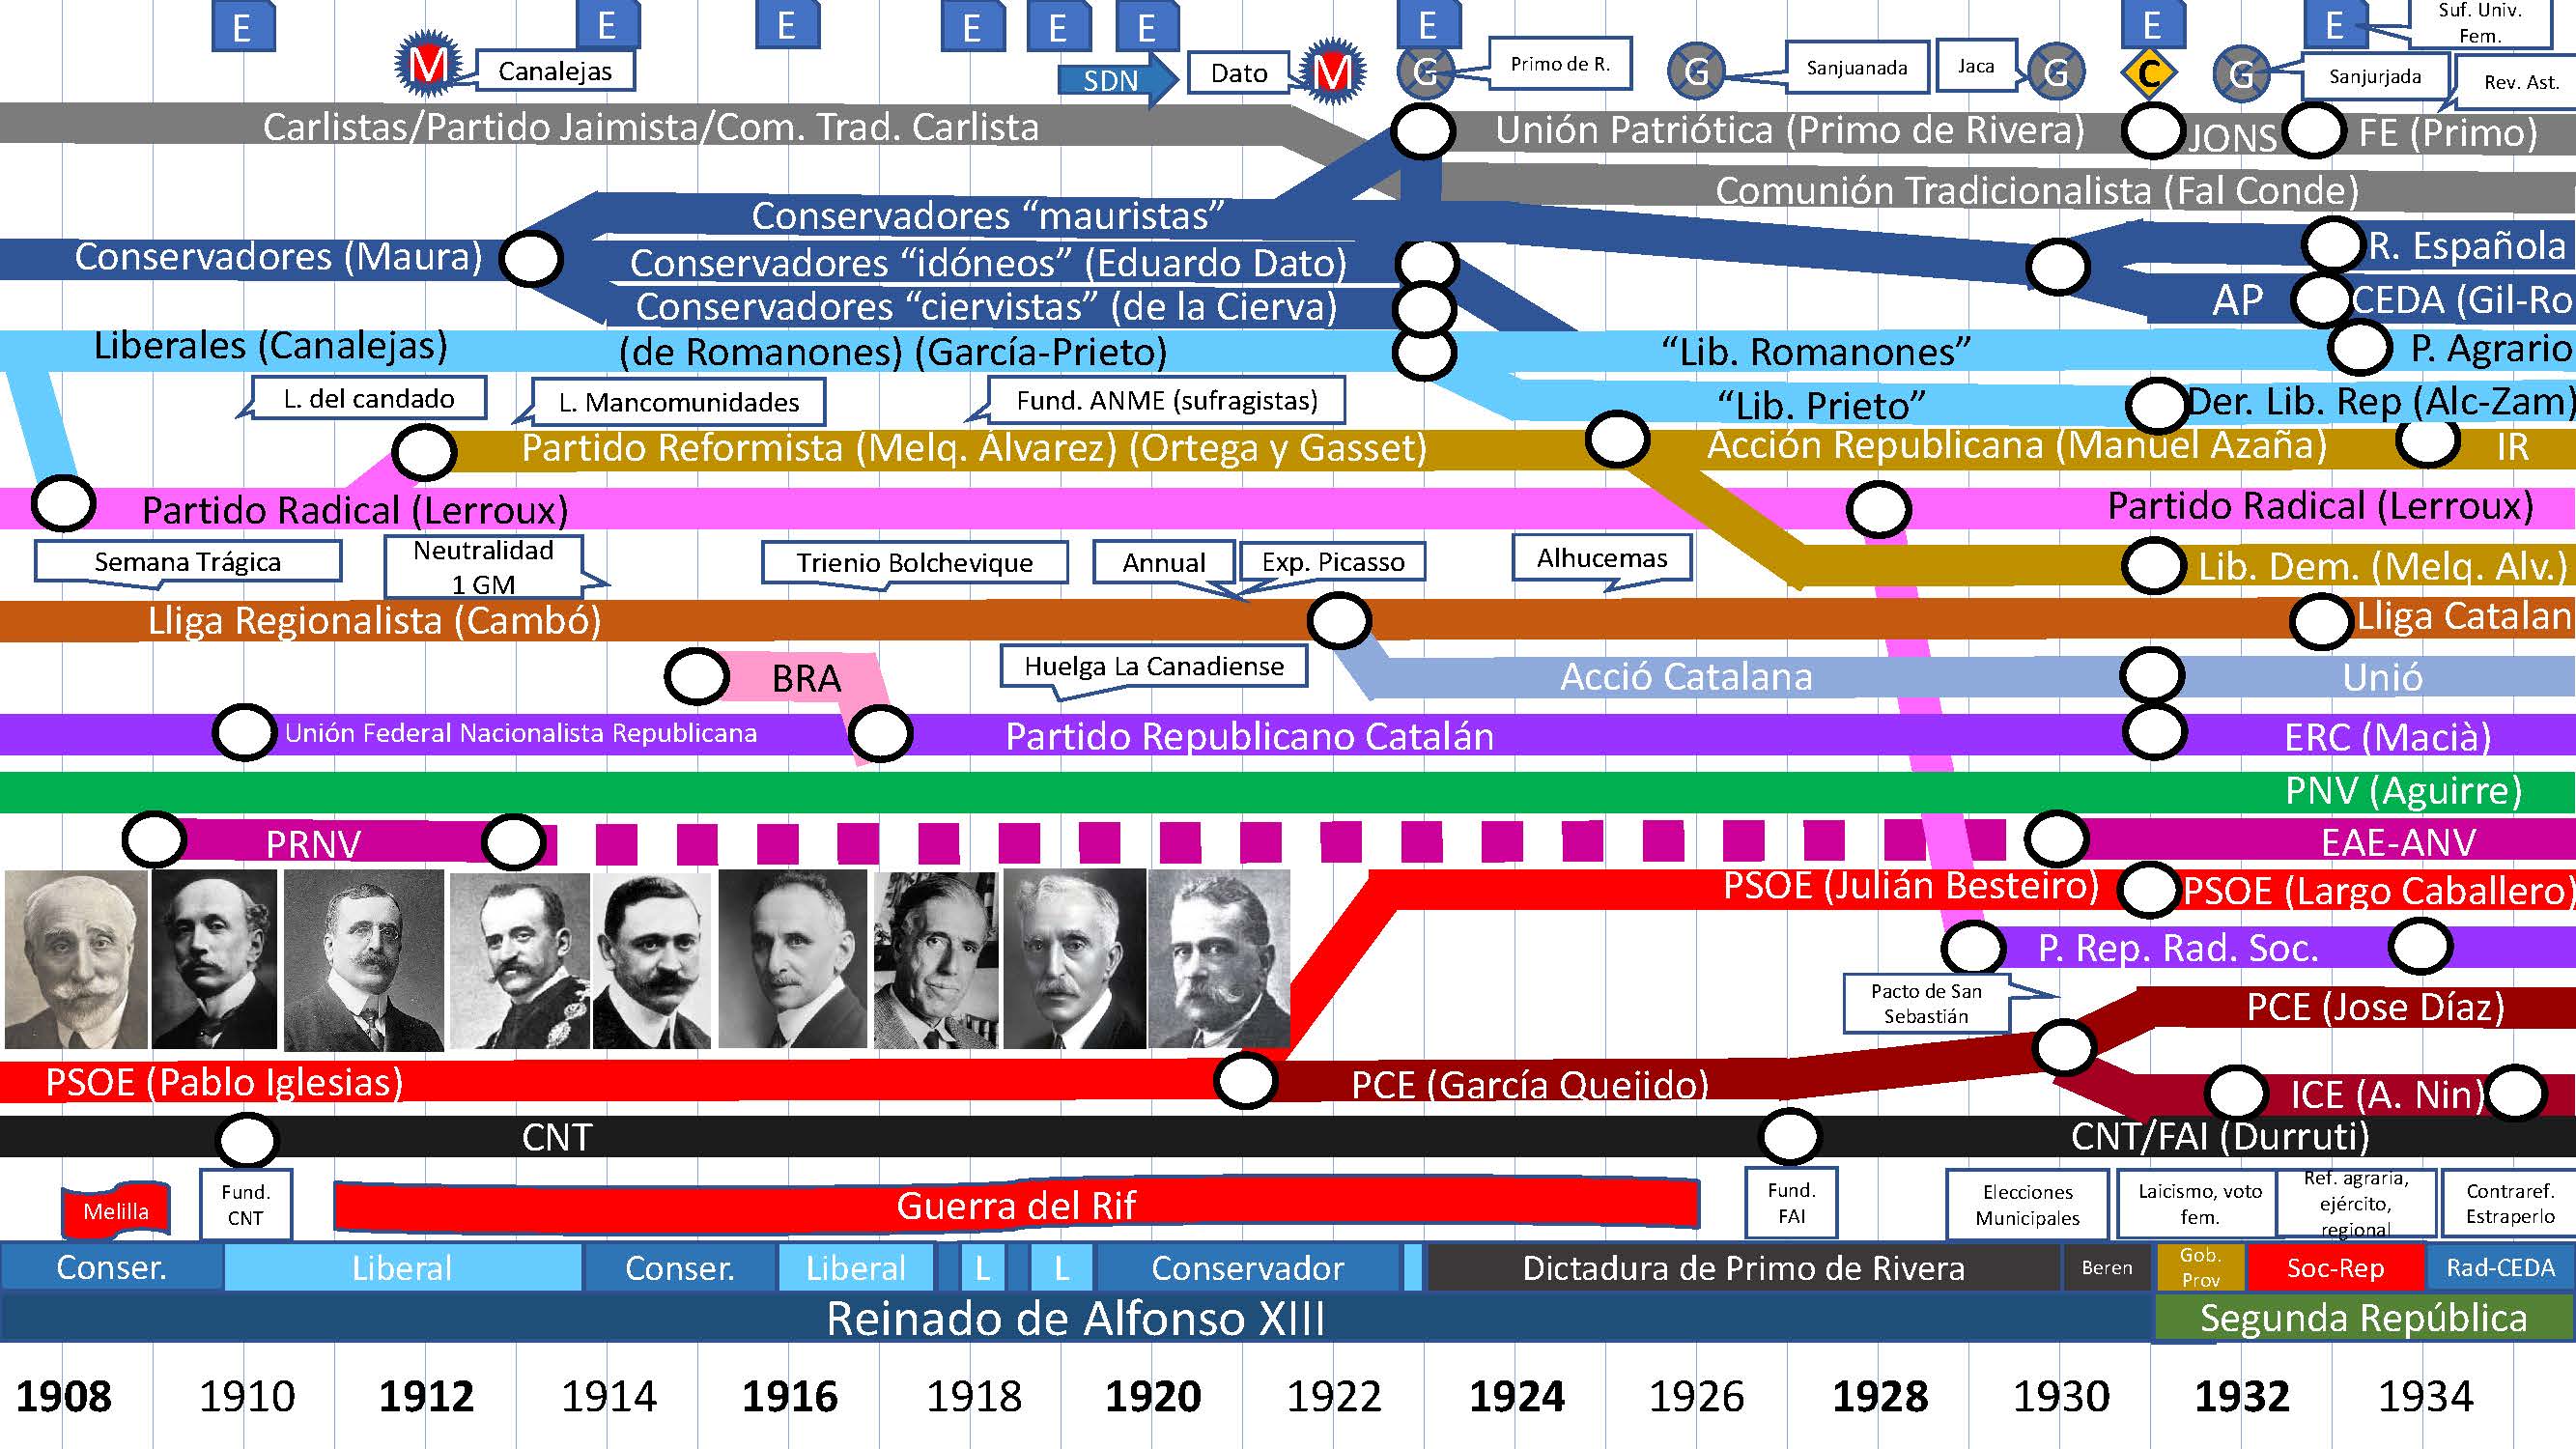 E E E E E E E E E
Suf. Univ.
Fem.
M Canalejas SDN Dato M G Primo de R. G Sanjuanada Jaca G C G Sanjurjada Rev. Ast.
Carlistas/Partido Jaimista/Com. Trad. Carlista Unión Patriótica (Primo de Rivera) JONS FE (Primo)
Comunión Tradicionalista (Fal Conde)
Conservadores “mauristas”
Conservadores (Maura) Conservadores “idóneos” (Eduardo Dato) R. Española
Conservadores “ciervistas” (de la Cierva) AP CEDA (Gil-Ro
Liberales (Canalejas) (de Romanones) (García-Prieto) “Lib. Romanones” P. Agrario
L. del candado L. Mancomunidades Fund. ANME (sufragistas) “Lib. Prieto” Der. Lib. Rep (Alc-Zam)
Partido Reformista (Melq. Álvarez) (Ortega y Gasset) Acción Republicana (Manuel Azaña) IR
Partido Radical (Lerroux) Partido Radical (Lerroux)
Semana Trágica Neutralidad
1 GM Trienio Bolchevique Annual Exp. Picasso Alhucemas Lib. Dem. (Melq. Alv.)
Lliga Regionalista (Cambó) Lliga Catalan
BRA Huelga La Canadiense Acció Catalana Unió
Unión Federal Nacionalista Republicana Partido Republicano Catalán ERC (Macià)
PNV (Aguirre)
PRNV EAE-ANV
PSOE (Julián Besteiro) PSOE (Largo Caballero)
P. Rep. Rad. Soc.
Pacto de San
Sebastián
PCE (Jose Díaz)
PSOE (Pablo Iglesias) PCE (García Quejido) ICE (A. Nin)
CNT CNT/FAI (Durruti)
Melilla
Fund.
CNT
Guerra del Rif
Fund.
FAI
Elecciones
Municipales
Laicismo, voto
fem.
Ref. agraria,
ejército,
regional
Contraref.
Estraperlo
Conser. Liberal Conser. Liberal L L Conservador Dictadura de Primo de Rivera Beren Gob.
Prov Soc-Rep Rad-CEDA
Reinado de Alfonso XIII Segunda República
1908 1910 1912 1914 1916 1918 1920 1922 1924 1926 1928 1930 1932 1934